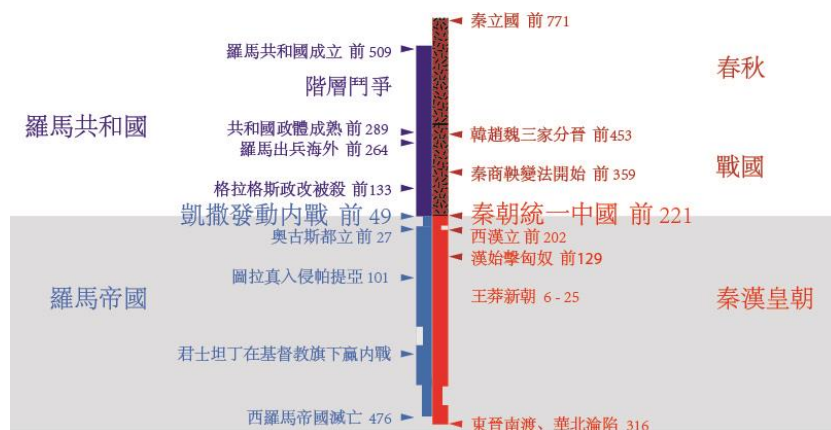 秦立國 前 771
羅馬共和國成立 前 509
春秋
階層鬥爭
羅馬共和國
共和國政體成熟 前 289
韓趙魏三家分晉 前453
羅馬出兵海外 前 264
戰國
秦商鞅變法開始 前 359
格拉格斯政改被殺 前133
凱撒發動内戰 前 49
秦朝統一中國 前 221
奧古斯都立 前 27
西漢立 前 202
漢始擊匈奴 前129
圖拉真入侵帕提亞 101
羅馬帝國
王莽新朝 6 - 25
秦漢皇朝
君士坦丁在基督教旗下贏内戰
西羅馬帝國滅亡 476
東晉南渡、華北淪陷 316